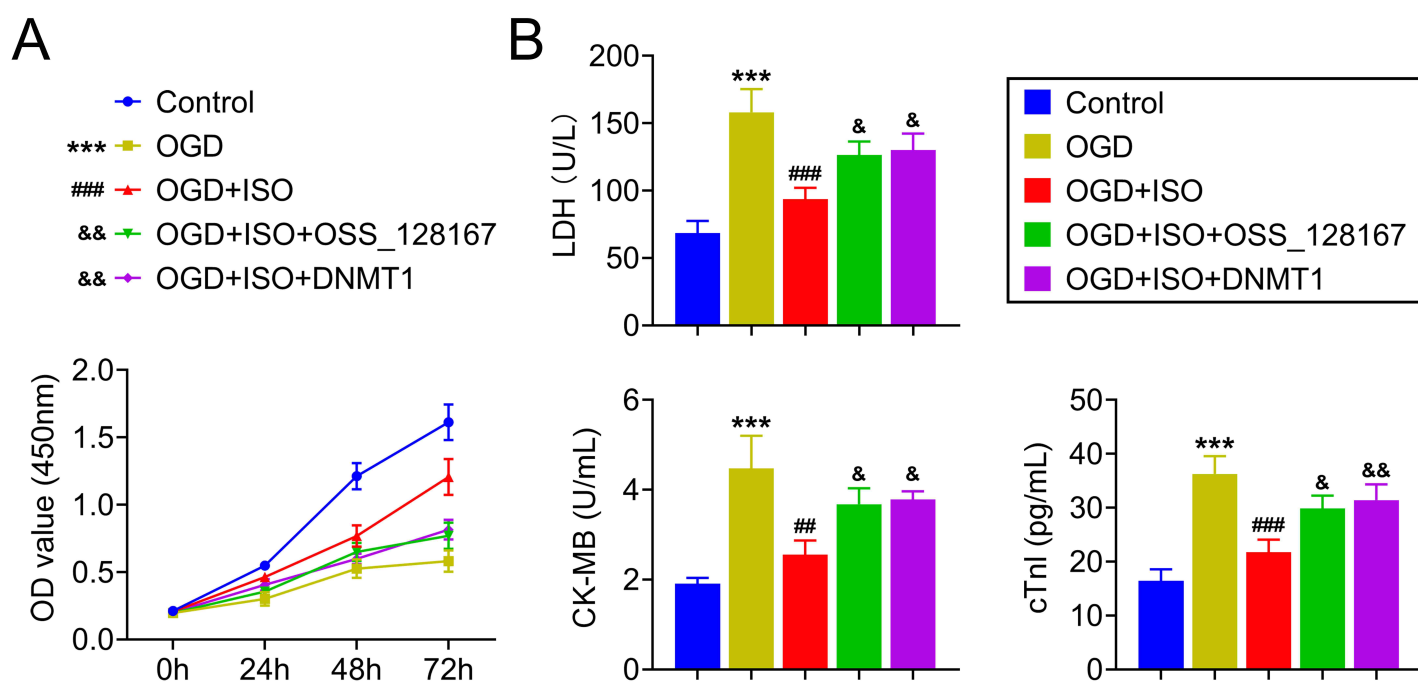 A
Control
*** OGD
### OGD+ISO
&& OGD+ISO+OSS_128167
&& OGD+ISO+DNMT1
OD value (450nm)
2.0
1.5
1.0
0.5
0.0
0h 24h 48h 72h
B
LDH (U/L)
200
150
100
50
0
*** ### & &
Control
OGD
OGD+ISO
OGD+ISO+OSS_128167
OGD+ISO+DNMT1
CK-MB (U/mL)
6
4
2
0
*** ## & &
cTnI (pg/mL)
50
40
30
20
10
0
*** ### & &&